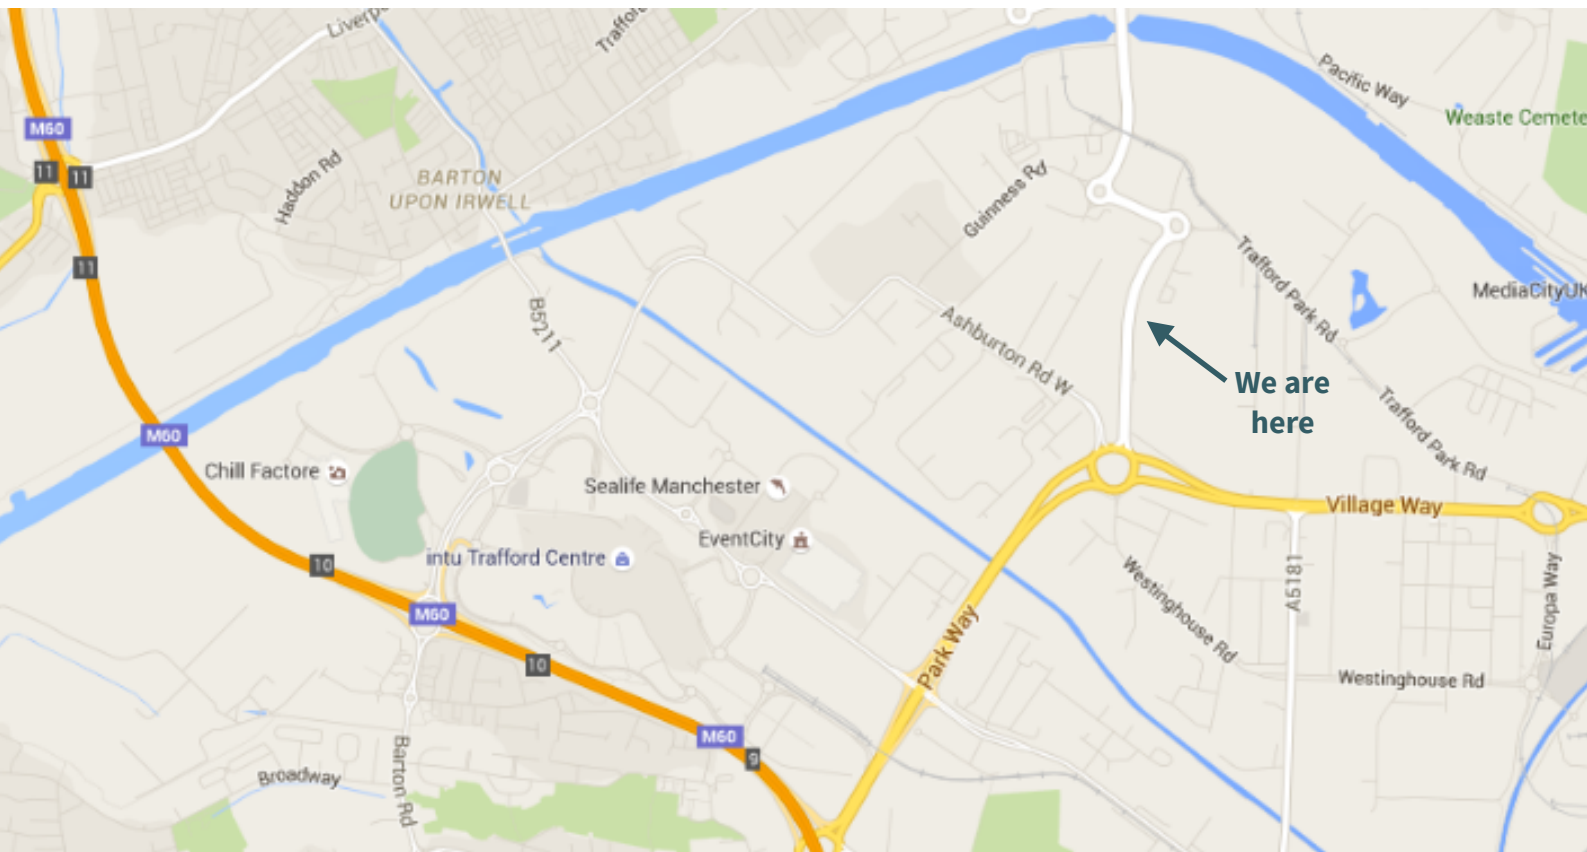 Liverpo
Traffor
Pacific Way
M60
Weaste Cemete
11
11
Haddon Rd
BARTON
UPON IRWELL
Guinness Rd
11
Trafford Park Rd
MediaCityUK
B5211
Ashburton Rd W
We are
here
M60
Trafford Park Rd
Chill Factore
Sealife Manchester
Village Way
EventCity
intu Trafford Centre
10
Westinghouse Rd
A5181
Europe Way
M60
Park Way
10
Westinghouse Rd
M60
9
Barton Rd
Broadway